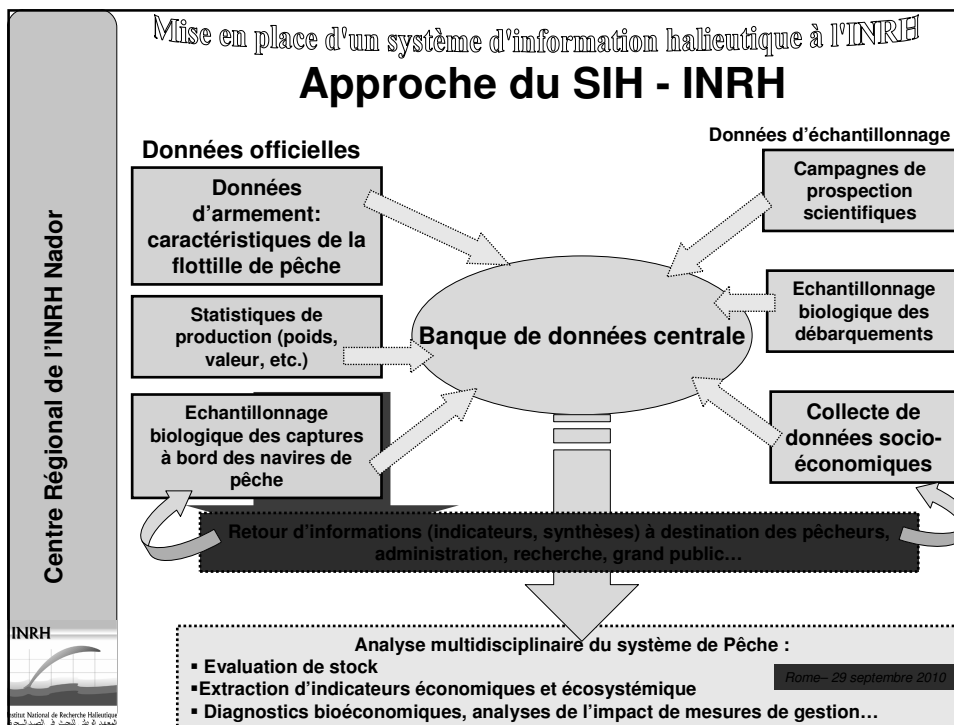 Mise en place d'un système d'information halieutique à l'INRH
Approche du SIH - INRH
Centre Régional de l'INRH Nador
Données officielles
Données
d'armement:
caractéristiques de la
flottille de pêche
Statistiques de
production (poids,
valeur, etc.)
Echantillonnage
biologique des captures
à bord des navires de
pêche
Banque de données centrale
Données d'échantillonnage
Campagnes de
prospection
scientifiques
Echantillonnage
biologique des
débarquements
Collecte de
données socio-
économiques
Retour d'informations (indicateurs, synthèses) à destination des pêcheurs,
administration, recherche, grand public…
Analyse multidisciplinaire du système de Pêche :
▪ Evaluation de stock
▪Extraction d'indicateurs économiques et écosystémique
▪ Diagnostics bioéconomiques, analyses de l'impact de mesures de gestion…
Rome– 29 septembre 2010
INRH
Institut National de Recherche Halieutique